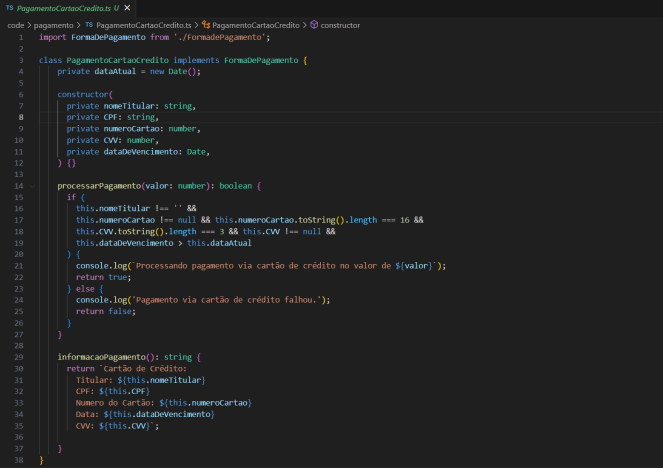 TS PagamentoCartaoCredito.ts U X
code > pagamento > TS PagamentoCartaoCredito.ts > PagamentoCartaoCredito > constructor
1 import FormaDePagamento from './FormadePagamento';
2
3 class PagamentoCartaoCredito implements FormaDePagamento {
4 private dataAtual = new Date();
5
6 constructor(
7 private nomeTitular: string,
8 private CPF: string,
9 private numeroCartao: number,
10 private CVV: number,
11 private dataDeVencimento: Date,
12 ) {}
13
14 processarPagamento(valor: number): boolean {
15 if (
16 this.nomeTitular !== '' &&
17 this.numeroCartao !== null && this.numeroCartao.toString().length === 16 &&
18 this.CVV.toString().length === 3 && this.CVV !== null &&
19 this.dataDeVencimento > this.dataAtual
20 ) {
21 console.log(`Processando pagamento via cartão de crédito no valor de ${valor}`);
22 return true;
23 } else {
24 console.log('Pagamento via cartão de crédito falhou.');
25 return false;
26 }
27 }
28
29 informacaoPagamento(): string {
30 return `Cartão de Crédito:
31 Titular: ${this.nomeTitular}
32 CPF: ${this.CPF}
33 Numero do Cartão: ${this.numeroCartao}
34 Data: ${this.dataDeVencimento}
35 CVV: ${this.CVV}`;
36
37 }
38 }